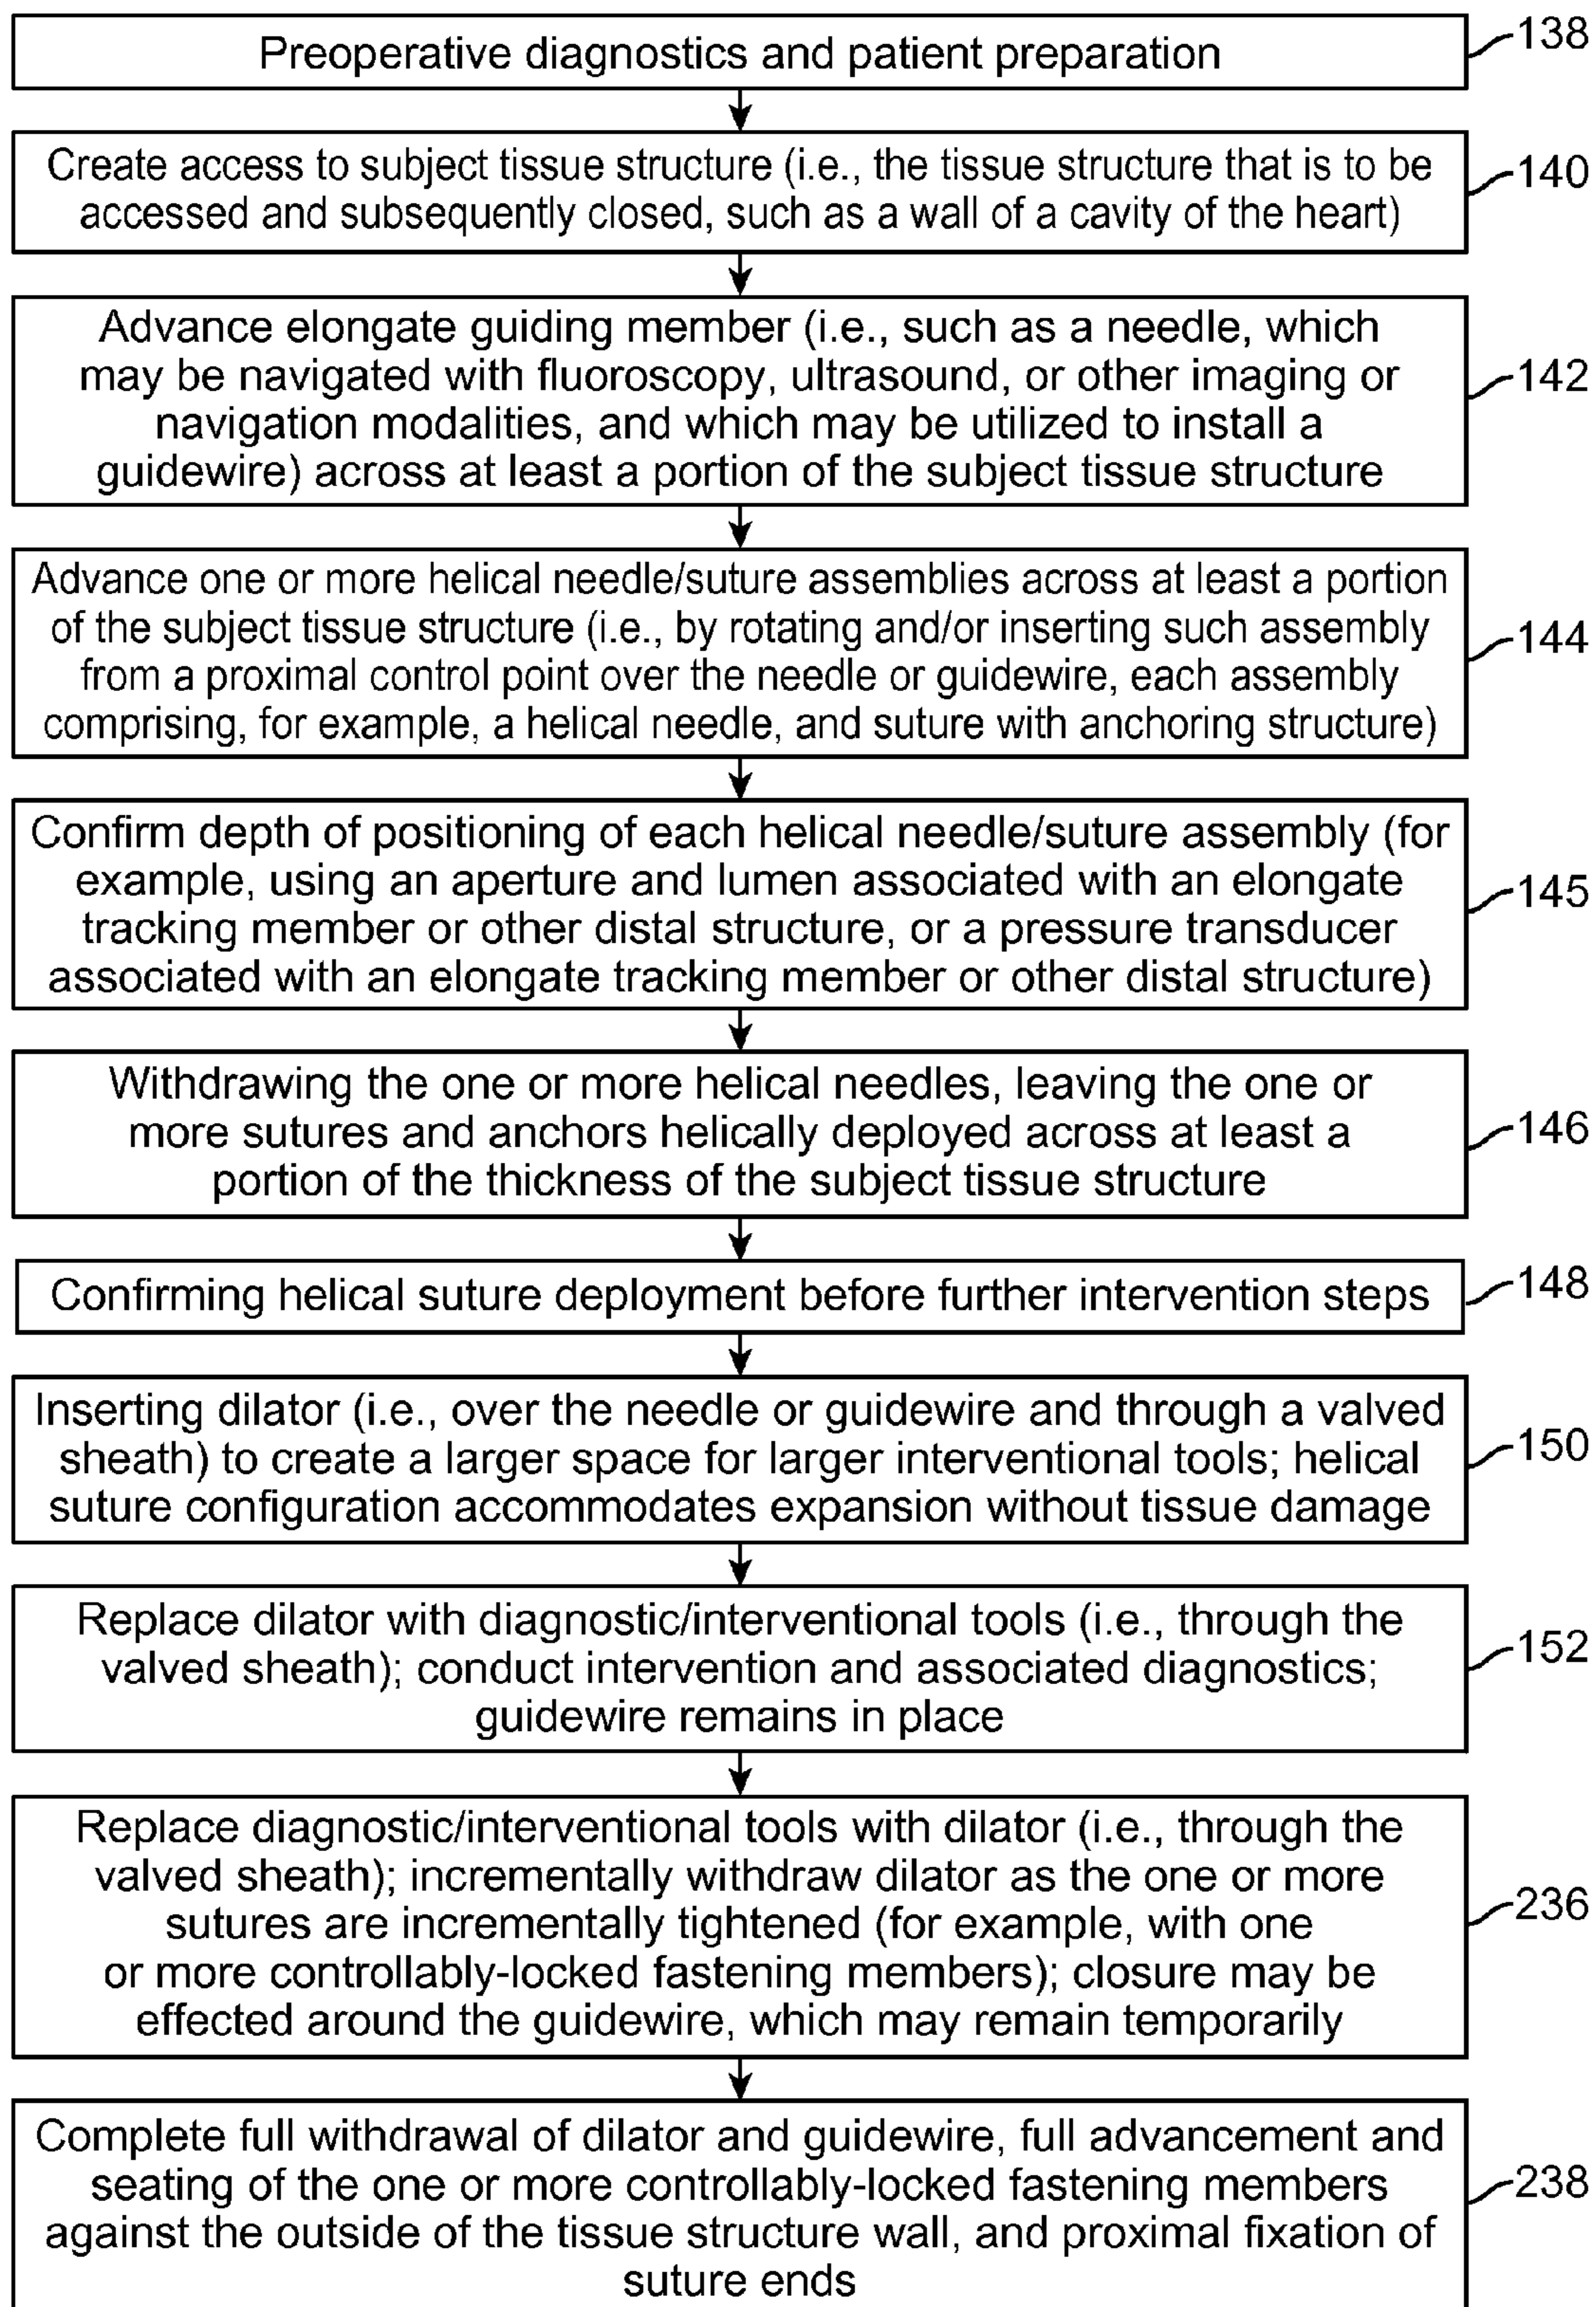 Preoperative diagnostics and patient preparation
138
Create access to subject tissue structure (i.e., the tissue structure that is to be
accessed and subsequently closed, such as a wall of a cavity of the heart)
140
Advance elongate guiding member (i.e., such as a needle, which
may be navigated with fluoroscopy, ultrasound, or other imaging or
navigation modalities, and which may be utilized to install a
guidewire) across at least a portion of the subject tissue structure
142
Advance one or more helical needle/suture assemblies across at least a portion
of the subject tissue structure (i.e., by rotating and/or inserting such assembly
from a proximal control point over the needle or guidewire, each assembly
comprising, for example, a helical needle, and suture with anchoring structure)
144
Confirm depth of positioning of each helical needle/suture assembly (for
example, using an aperture and lumen associated with an elongate
tracking member or other distal structure, or a pressure transducer
associated with an elongate tracking member or other distal structure)
145
Withdrawing the one or more helical needles, leaving the one or
more sutures and anchors helically deployed across at least a
portion of the thickness of the subject tissue structure
146
Confirming helical suture deployment before further intervention steps
148
Inserting dilator (i.e., over the needle or guidewire and through a valved
sheath) to create a larger space for larger interventional tools; helical
suture configuration accommodates expansion without tissue damage
150
Replace dilator with diagnostic/interventional tools (i.e., through the
valved sheath); conduct intervention and associated diagnostics;
guidewire remains in place
152
Replace diagnostic/interventional tools with dilator (i.e., through the
valved sheath); incrementally withdraw dilator as the one or more
sutures are incrementally tightened (for example, with one
or more controllably-locked fastening members); closure may be
effected around the guidewire, which may remain temporarily
236
Complete full withdrawal of dilator and guidewire, full advancement and
seating of the one or more controllably-locked fastening members
against the outside of the tissue structure wall, and proximal fixation of
suture ends
238